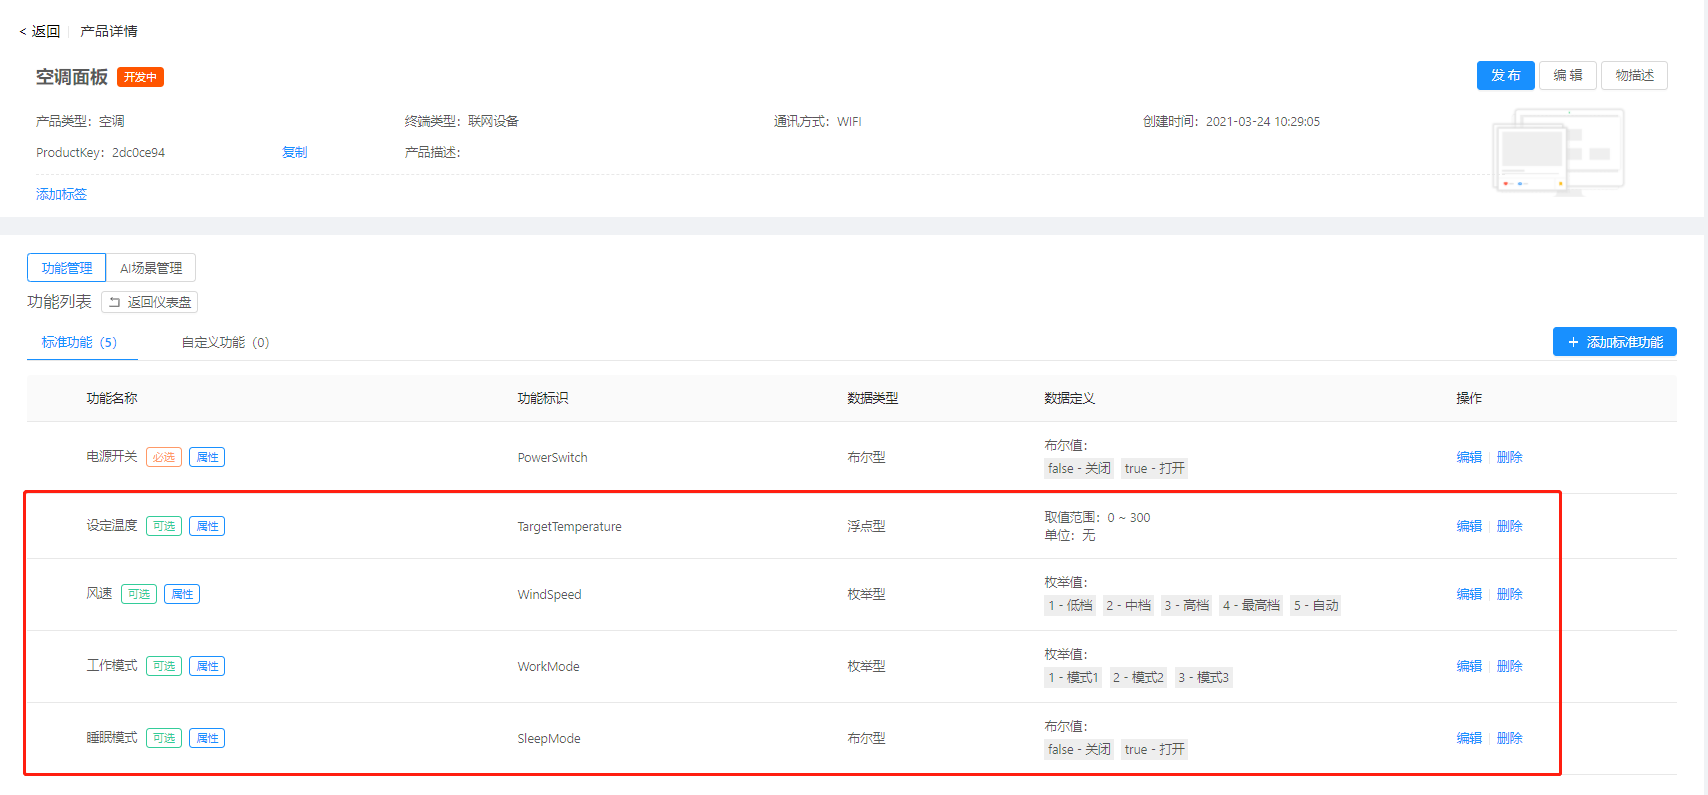 < 返回 产品详情
空调面板 开发中 发布 编辑 物描述
产品类型：空调 终端类型：联网设备 通讯方式：WIFI 创建时间：2021-03-24 10:29:05
ProductKey：2dc0ce94 复制 产品描述：
添加标签
功能管理 AI场景管理
功能列表 返回仪表盘
标准功能（5） 自定义功能（0） + 添加标准功能
功能名称 功能标识 数据类型 数据定义 操作
电源开关 必选 属性 PowerSwitch 布尔型 布尔值： 编辑 删除
false - 关闭 true - 打开
设定温度 可选 属性 TargetTemperature 浮点型 取值范围：0 ~ 300 编辑 删除
单位：无
风速 可选 属性 WindSpeed 枚举型 枚举值： 编辑 删除
1 - 低档 2 - 中档 3 - 高档 4 - 最高档 5 - 自动
工作模式 可选 属性 WorkMode 枚举型 枚举值： 编辑 删除
1 - 模式1 2 - 模式2 3 - 模式3
睡眠模式 可选 属性 SleepMode 布尔型 布尔值： 编辑 删除
false - 关闭 true - 打开